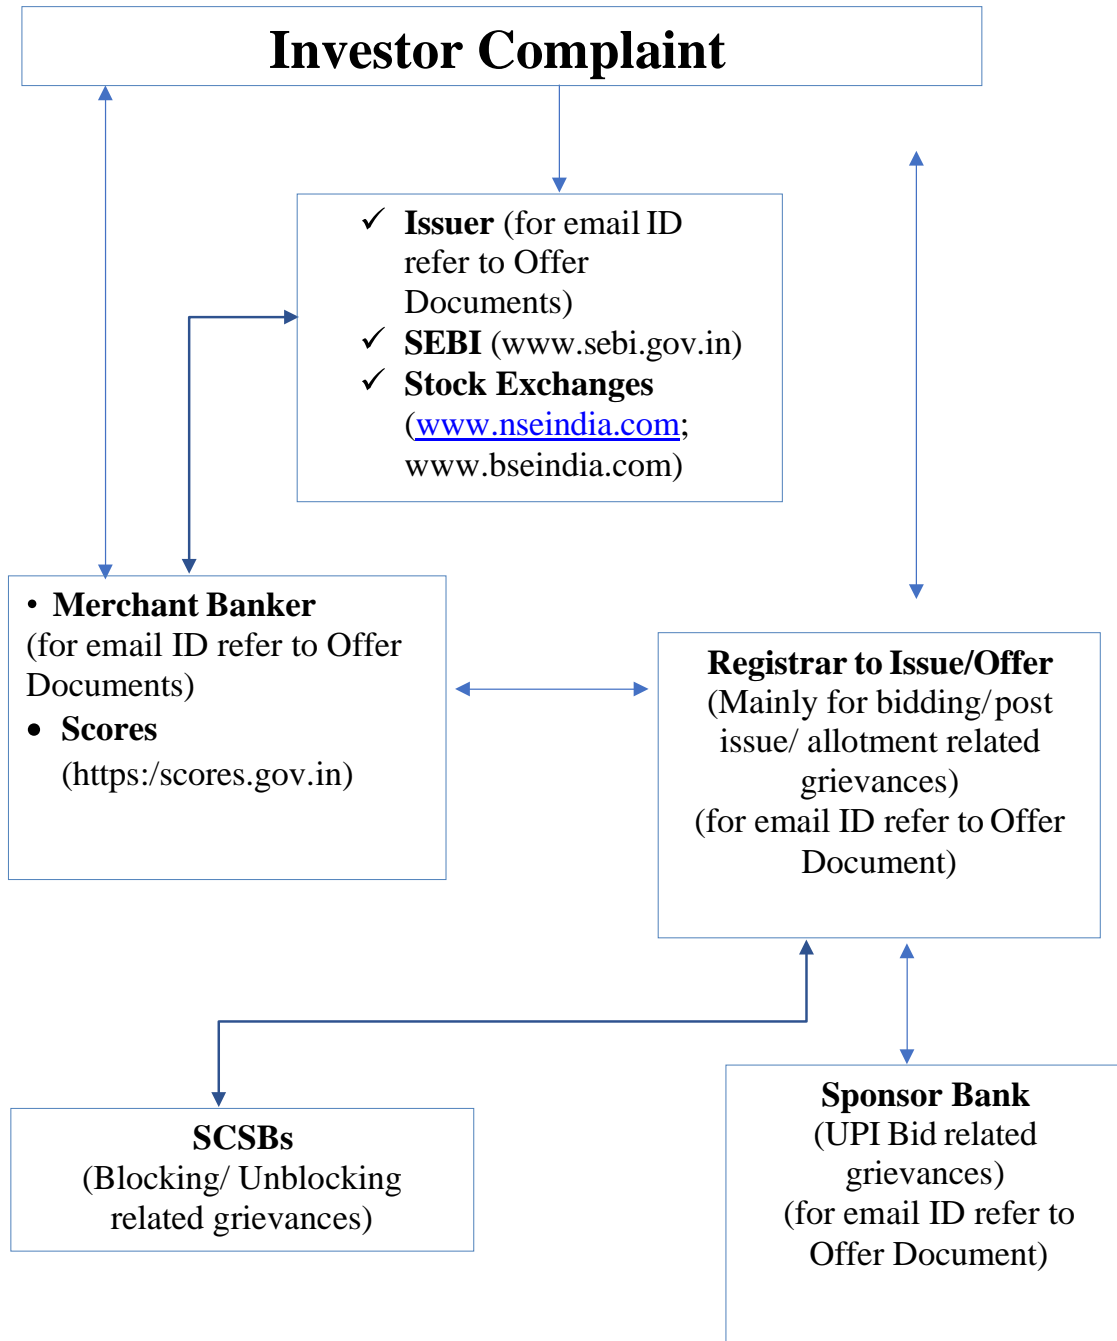 Investor Complaint
✓ Issuer (for email ID
refer to Offer
Documents)
✓ SEBI (www.sebi.gov.in)
✓ Stock Exchanges
(www.nseindia.com;
www.bseindia.com)
• Merchant Banker
(for email ID refer to Offer
Documents)
• Scores
(https:/scores.gov.in)
Registrar to Issue/Offer
(Mainly for bidding/post
issue/ allotment related
grievances)
(for email ID refer to Offer
Document)
SCSBs
(Blocking/ Unblocking
related grievances)
Sponsor Bank
(UPI Bid related
grievances)
(for email ID refer to
Offer Document)